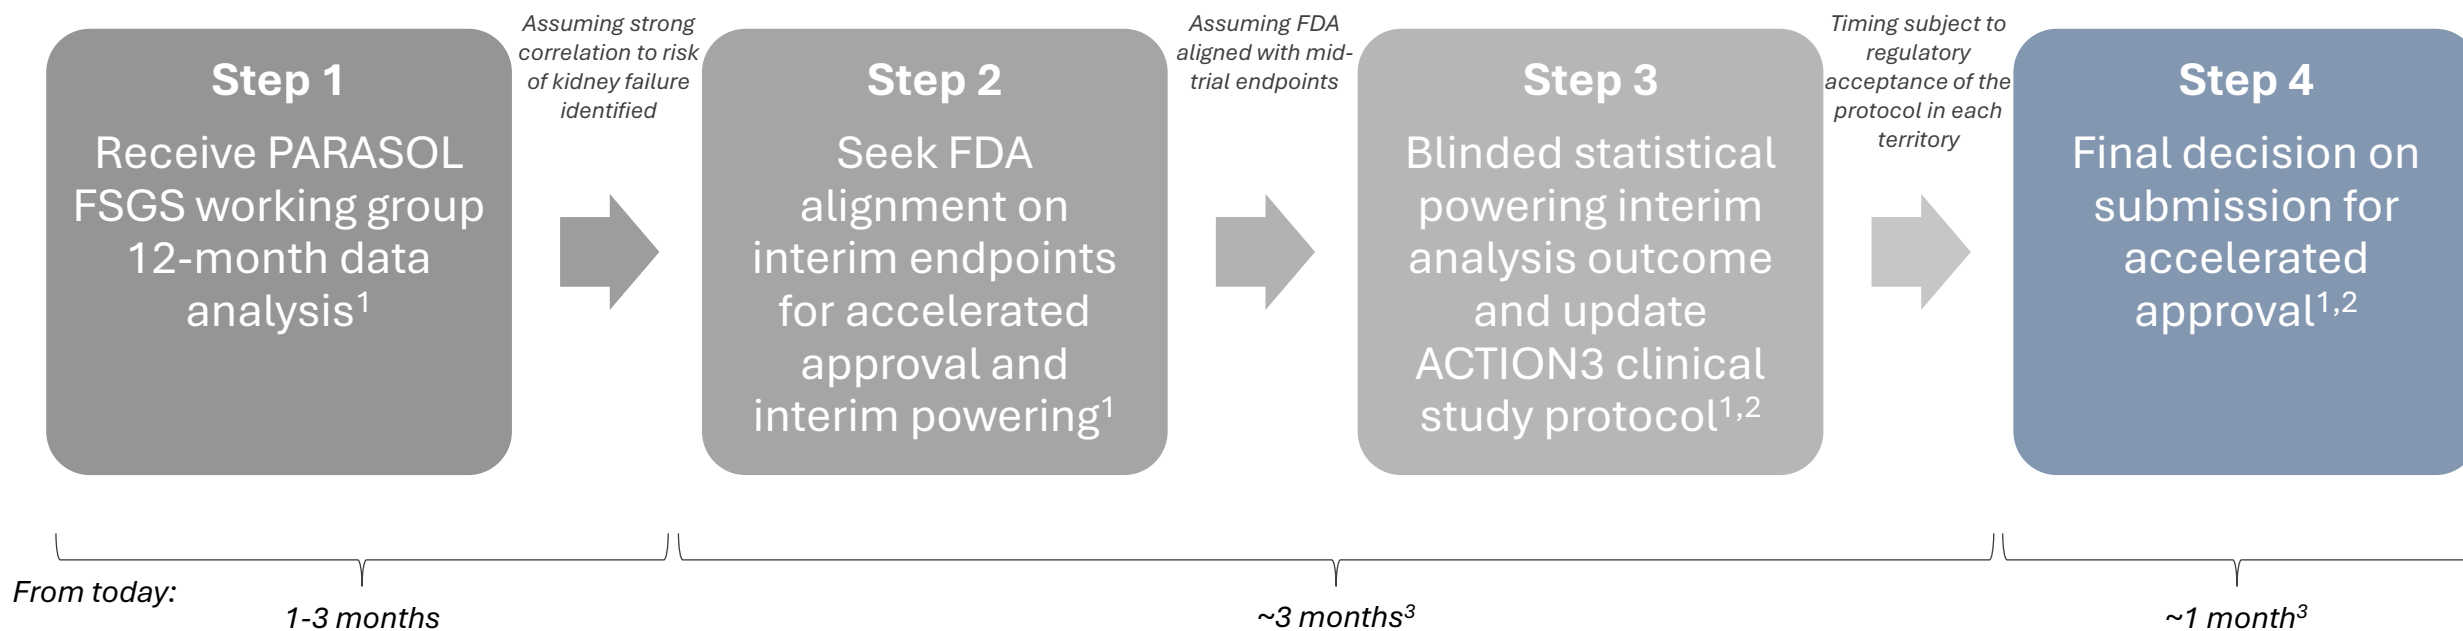 Step 1
Receive PARASOL
FSGS working group
12-month data
analysis¹
Assuming strong
correlation to risk
of kidney failure
identified
Step 2
Seek FDA
alignment on
interim endpoints
for accelerated
approval and
interim powering¹
Assuming FDA
aligned with mid-
trial endpoints
Step 3
Blinded statistical
powering interim
analysis outcome
and update
ACTION3 clinical
study protocol¹,²
Timing subject to
regulatory
acceptance of the
protocol in each
territory
Step 4
Final decision on
submission for
accelerated
approval¹,²
From today:
1-3 months
~3 months³
~1 month³